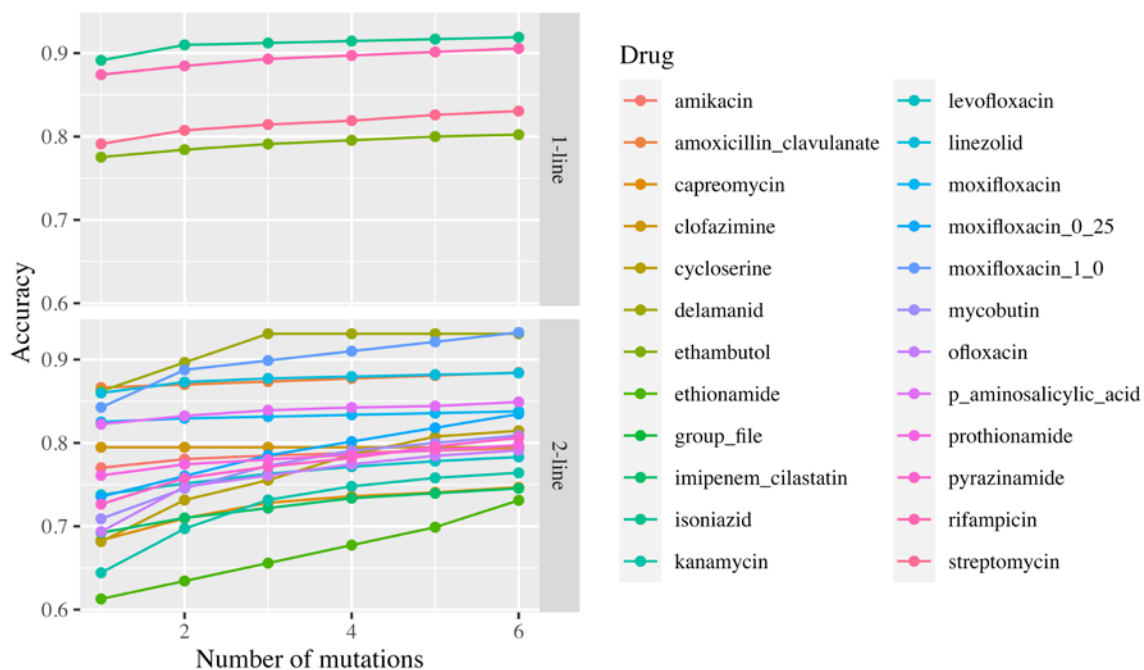 Accuracy
0.9
0.8
0.7
0.6
1-line
0.9
0.8
0.7
0.6
2-line
2
4
6
Number of mutations
Drug
amikacin
amoxicillin_clavulanate
capreomycin
clofazimine
cycloserine
delamanid
ethambutol
ethionamide
group_file
imipenem_cilastatin
isoniazid
kanamycin
levofloxacin
linezolid
moxifloxacin
moxifloxacin_0_25
moxifloxacin_1_0
mycobutin
ofloxacin
p_aminosalicylic_acid
prothionamide
pyrazinamide
rifampicin
streptomycin